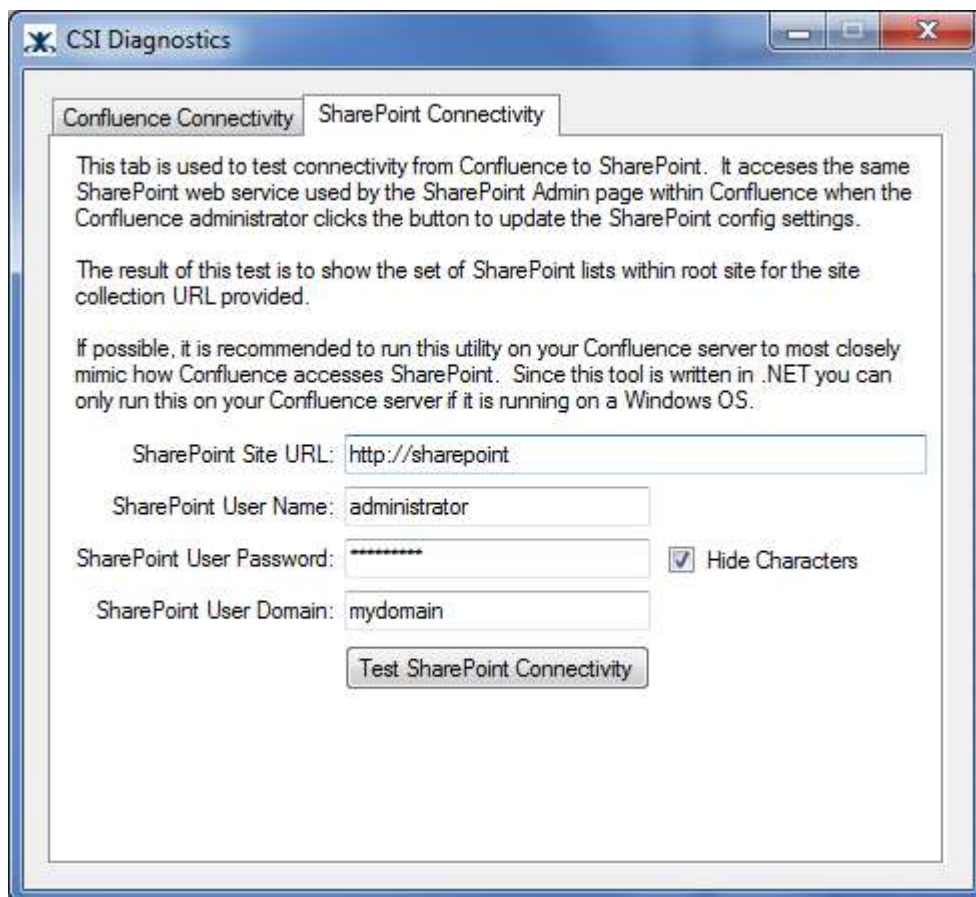 CSI Diagnostics
Confluence Connectivity SharePoint Connectivity
This tab is used to test connectivity from Confluence to SharePoint. It acceses the same
SharePoint web service used by the SharePoint Admin page within Confluence when the
Confluence administrator clicks the button to update the SharePoint config settings.
The result of this test is to show the set of SharePoint lists within root site for the site
collection URL provided.
If possible, it is recommended to run this utility on your Confluence server to most closely
mimic how Confluence accesses SharePoint. Since this tool is written in .NET you can
only run this on your Confluence server if it is running on a Windows OS.
SharePoint Site URL: http://sharepoint
SharePoint User Name: administrator
SharePoint User Password: ********* Hide Characters
SharePoint User Domain: mydomain
Test SharePoint Connectivity